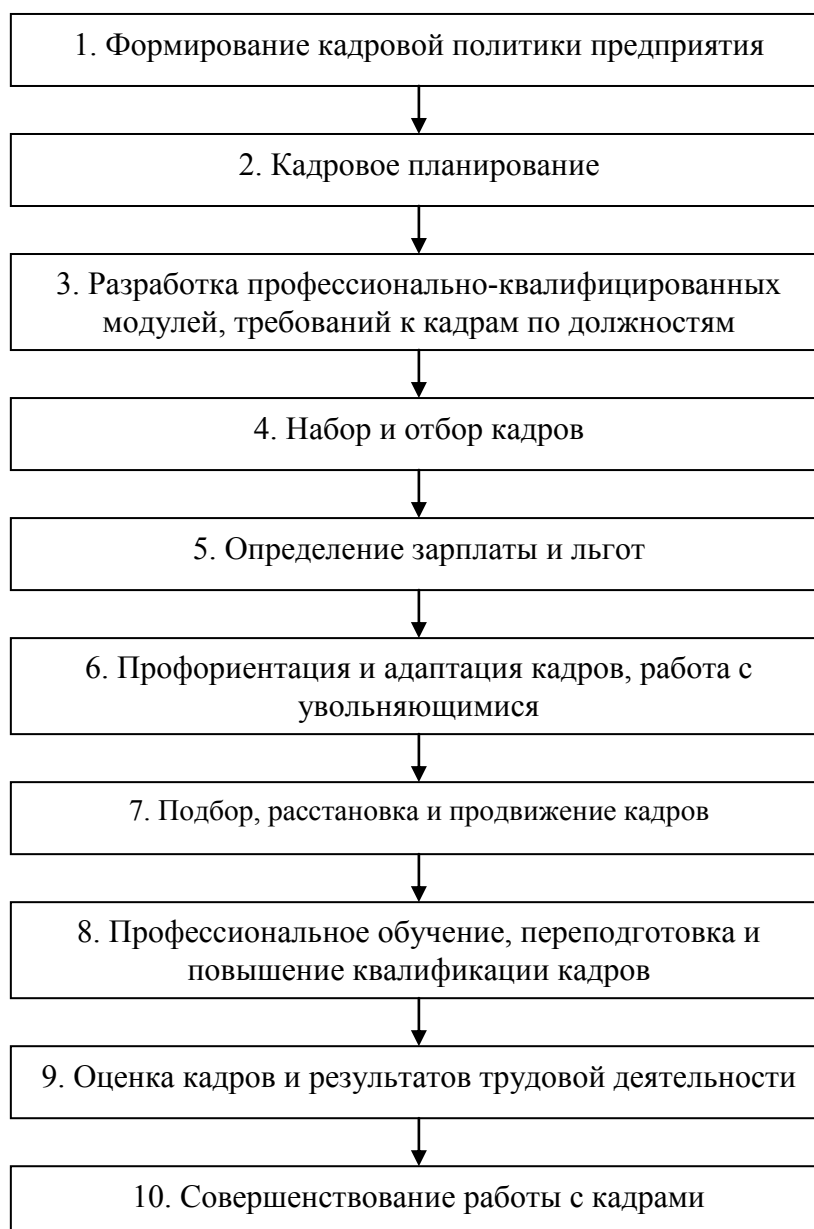 1. Формирование кадровой политики предприятия
2. Кадровое планирование
3. Разработка профессионально-квалифицированных
модулей, требований к кадрам по должностям
4. Набор и отбор кадров
5. Определение зарплаты и льгот
6. Профориентация и адаптация кадров, работа с
увольняющимися
7. Подбор, расстановка и продвижение кадров
8. Профессиональное обучение, переподготовка и
повышение квалификации кадров
9. Оценка кадров и результатов трудовой деятельности
10. Совершенствование работы с кадрами